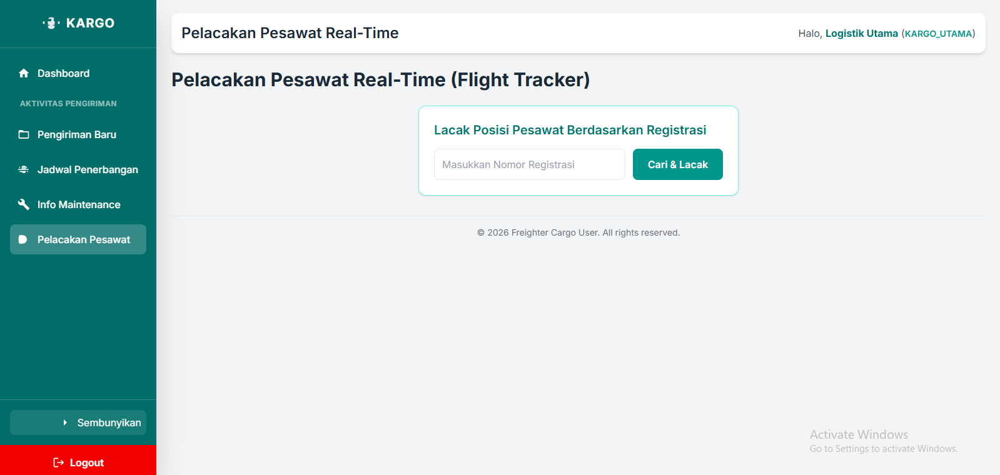 KARGO
Dashboard
AKTIVITAS PENGIRIMAN
Pengiriman Baru
Jadwal Penerbangan
Info Maintenance
Pelacakan Pesawat
Sembunyikan
Logout
Pelacakan Pesawat Real-Time
Halo, Logistik Utama (KARGO_UTAMA)
Pelacakan Pesawat Real-Time (Flight Tracker)
Lacak Posisi Pesawat Berdasarkan Registrasi
Masukkan Nomor Registrasi
Cari & Lacak
© 2026 Freighter Cargo User. All rights reserved.
Activate Windows
Go to Settings to activate Windows.